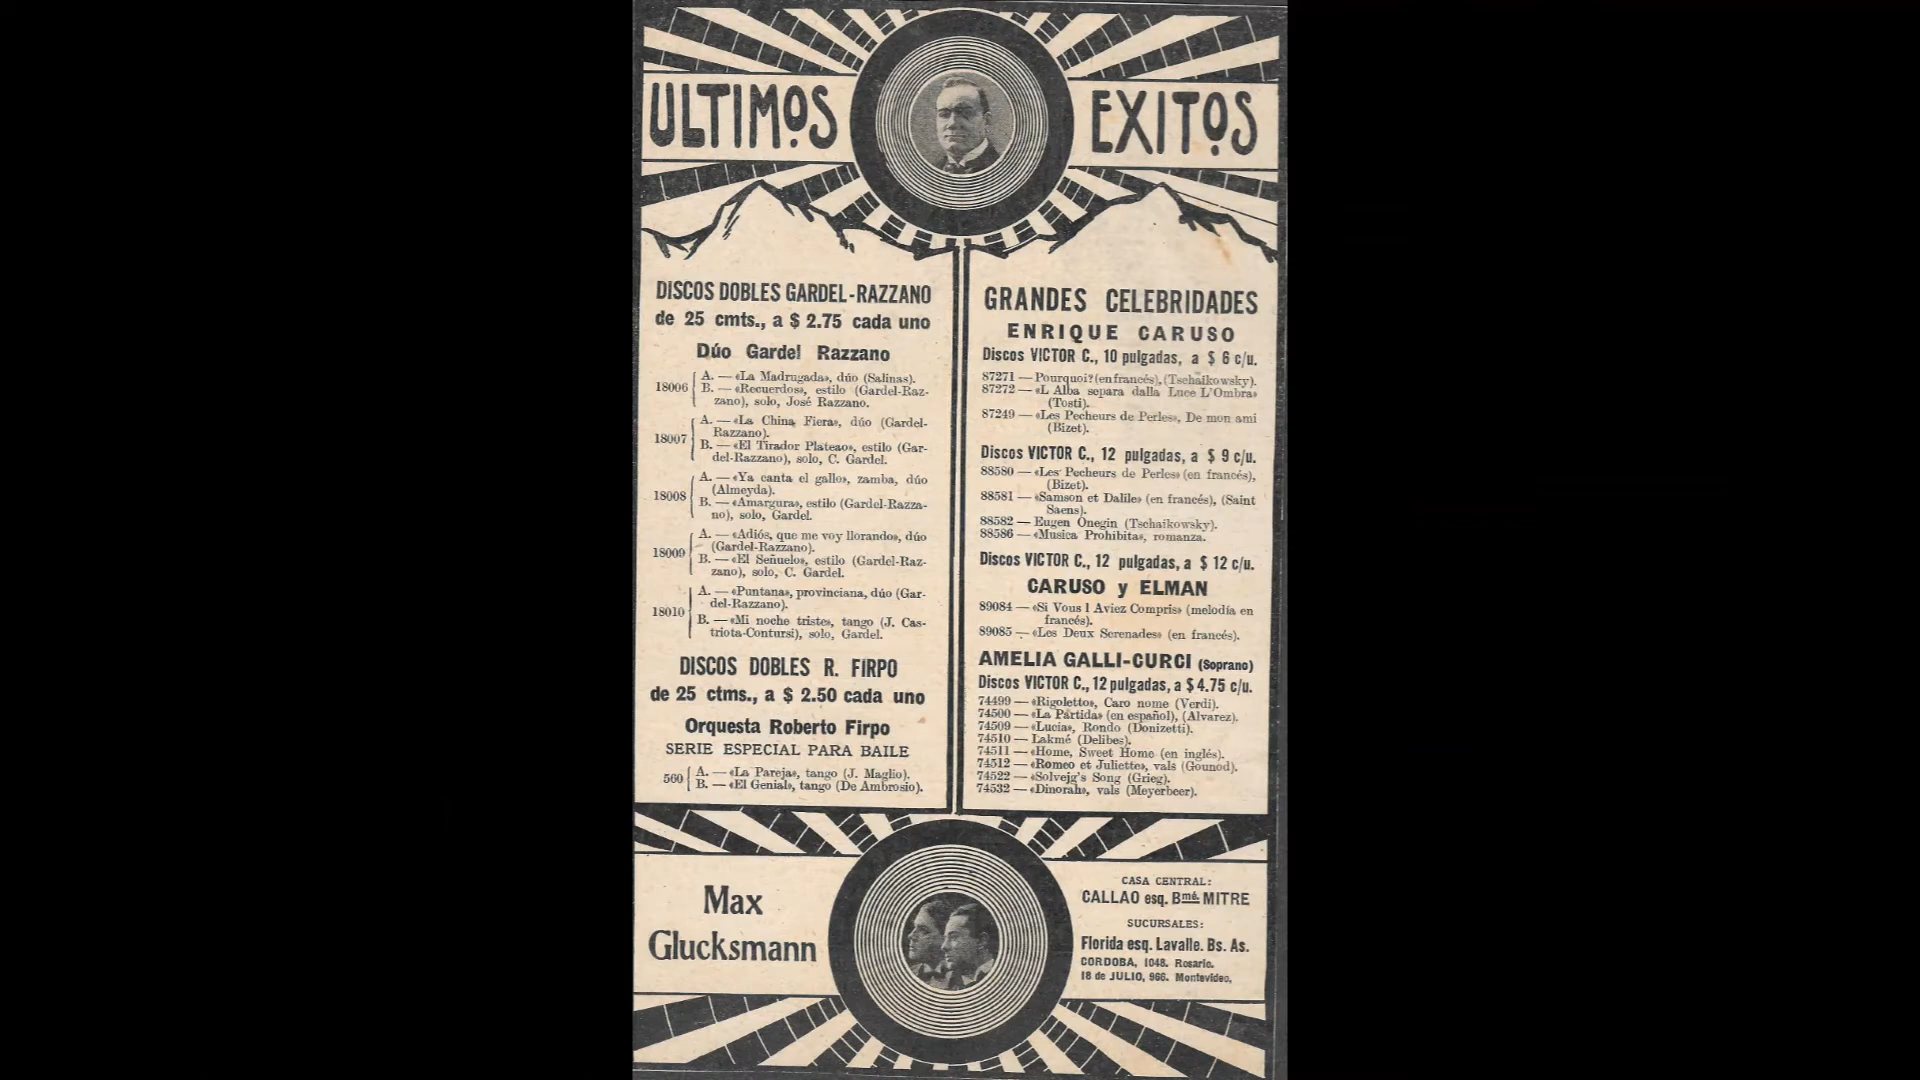 ULTIMOS EXITOS
DISCOS DOBLES GARDEL-RAZZANO
de 25 cmts., a $ 2.75 cada uno
Dúo Gardel Razzano
18006
A. — «La Madrugada», dúo (Salinas).
B. — «Recuerdos», estilo (Gardel-Raz-
zano), solo, José Razzano.
18007
A. — «La China Fiera», dúo (Gardel-
Razzano).
B. — «El Tirador Plateao», estilo (Gar-
del-Razzano), solo, C. Gardel.
18008
A. — «Ya canta el gallo», zamba, dúo
(Almeyda).
B. — «Amargura», estilo (Gardel-Razza-
no), solo, Gardel.
18009
A. — «Adiós, que me voy llorando», dúo
(Gardel-Razzano).
B. — «El Señuelo», estilo (Gardel-Raz-
zano), solo, C. Gardel.
18010
A. — «Puntana», provinciana, dúo (Gar-
del-Razzano).
B. — «Mi noche triste», tango (J. Cas-
triota-Contursi), solo, Gardel.
DISCOS DOBLES R. FIRPO
de 25 ctms., a $ 2.50 cada uno
Orquesta Roberto Firpo
SERIE ESPECIAL PARA BAILE
560
A. — «La Pareja», tango (J. Maglio).
B. — «El Genial», tango (De Ambrosio).
GRANDES CELEBRIDADES
ENRIQUE CARUSO
Discos VICTOR C., 10 pulgadas, a $ 6 c/u.
87271 — Pourquoi? (en francés), (Tschaikowsky).
87272 — «L Alba separa dalla Luce L'Ombra»
(Tosti).
87249 — «Les Pecheurs de Perles», De mon ami
(Bizet).
Discos VICTOR C., 12 pulgadas, a $ 9 c/u.
88580 — «Les Pecheurs de Perles» (en francés),
(Bizet).
88581 — «Samson et Dalile» (en francés), (Saint
Saens).
88582 — Eugen Onegin (Tschaikowsky).
88586 — «Musica Prohibita», romanza.
Discos VICTOR C., 12 pulgadas, a $ 12 c/u.
CARUSO y ELMAN
89084 — «Si Vous l Aviez Compris» (melodía en
francés).
89085 — «Les Deux Serenades» (en francés).
AMELIA GALLI-CURCI (Soprano)
Discos VICTOR C., 12 pulgadas, a $ 4.75 c/u.
74499 — «Rigoletto», Caro nome (Verdi).
74500 — «La Partida» (en español), (Alvarez).
74509 — «Lucia», Rondo (Donizetti).
74510 — Lakmé (Delibes).
74511 — «Home, Sweet Home (en inglés).
74512 — «Romeo et Juliette», vals (Gounod).
74522 — «Solvejg's Song (Grieg).
74532 — «Dinorah», vals (Meyerbeer).
Max
Glucksmann
CASA CENTRAL:
CALLAO esq. Bmé. MITRE
SUCURSALES:
Florida esq. Lavalle. Bs. As.
CORDOBA, 1048. Rosario.
18 de JULIO, 966. Montevideo.